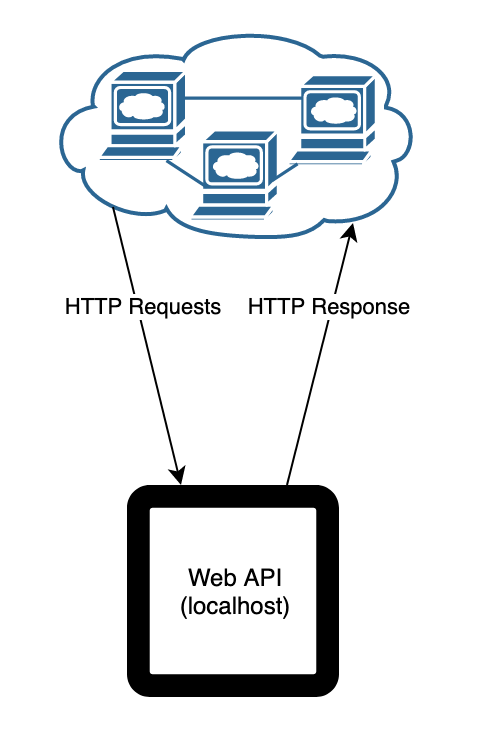 HTTP Requests
HTTP Response
Web API
(localhost)